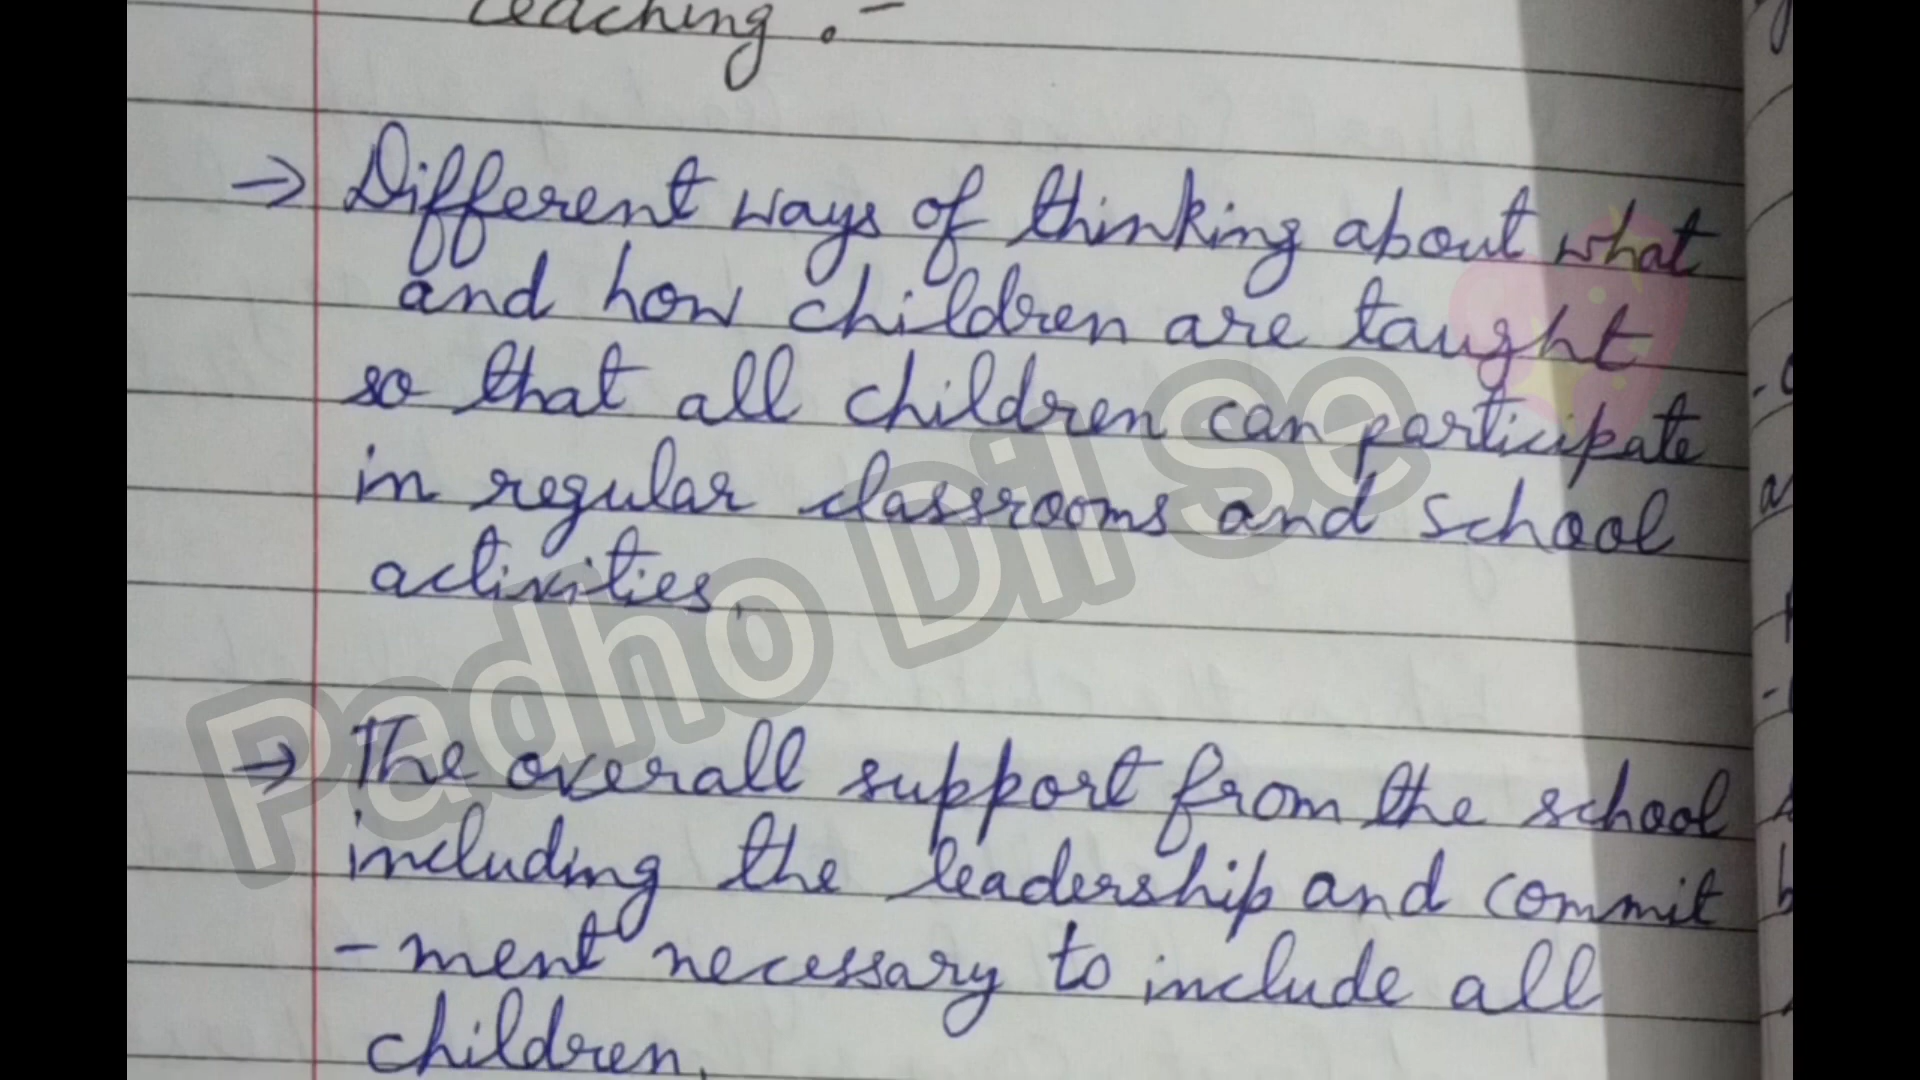 teaching :-
→ Different ways of thinking about what
and how children are taught
so that all children can participate
in regular classrooms and school
activities.
→ The overall support from the school
including the leadership and commit
-ment necessary to include all
children.
Padho Dil Se